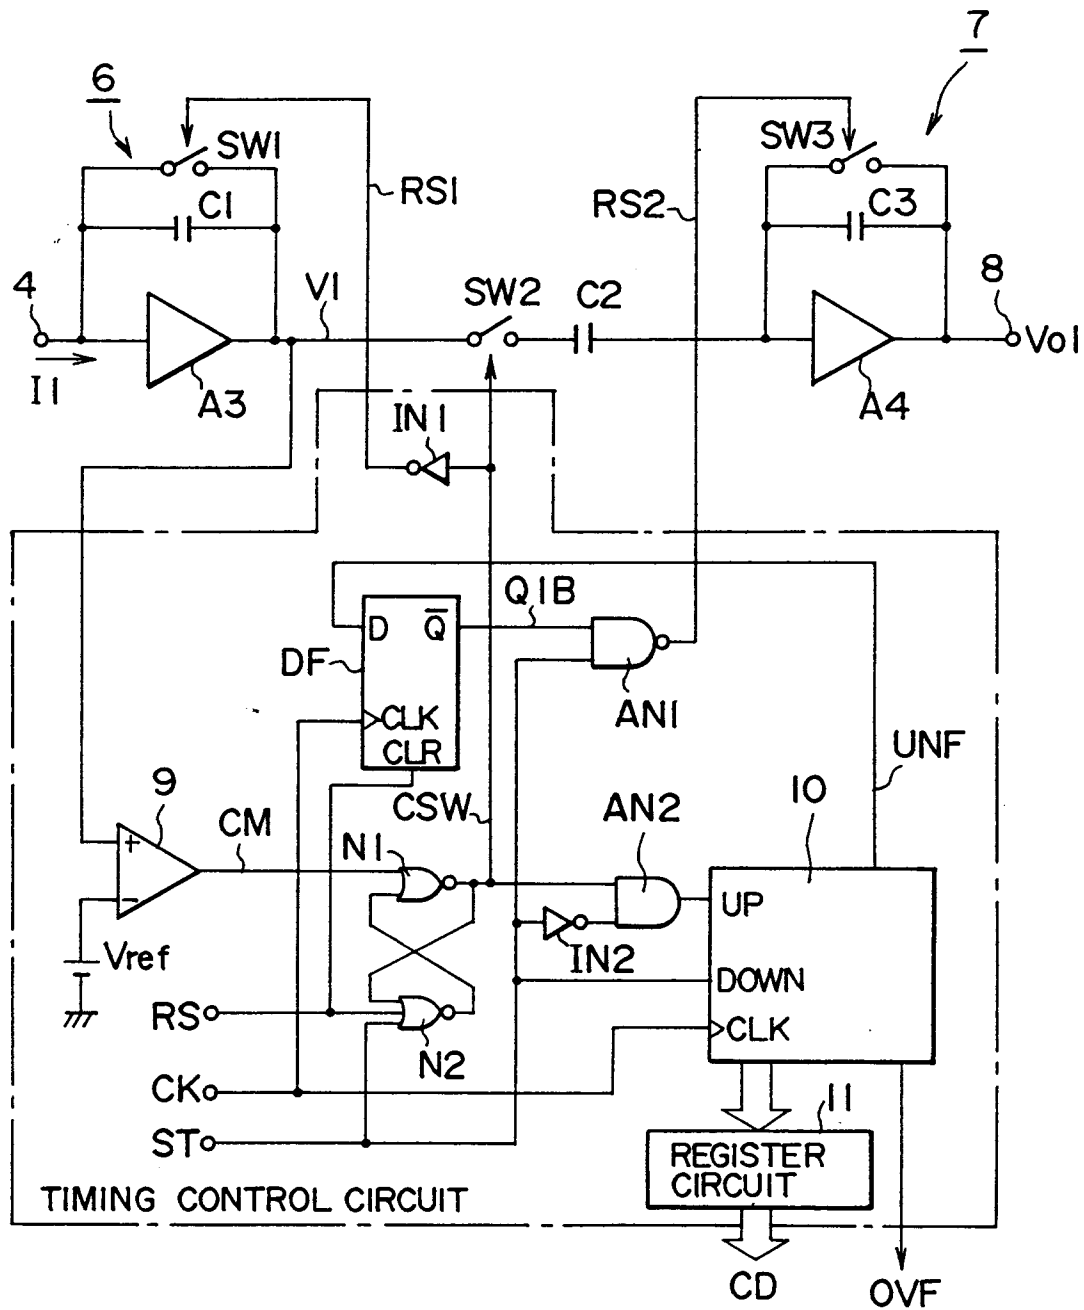 7
6
SW1
SW3
RS1
C1
RS2
C3
4
V1
SW2
C2
8
Vo1
I1
A3
A4
IN1
Q1B
D
Q̅
DF
CLK
CLR
AN1
UNF
9
CM
CSW
N1
AN2
10
+
−
Vref
UP
IN2
DOWN
CLK
RS
N2
CK
ST
11
REGISTER
CIRCUIT
TIMING CONTROL CIRCUIT
CD
OVF